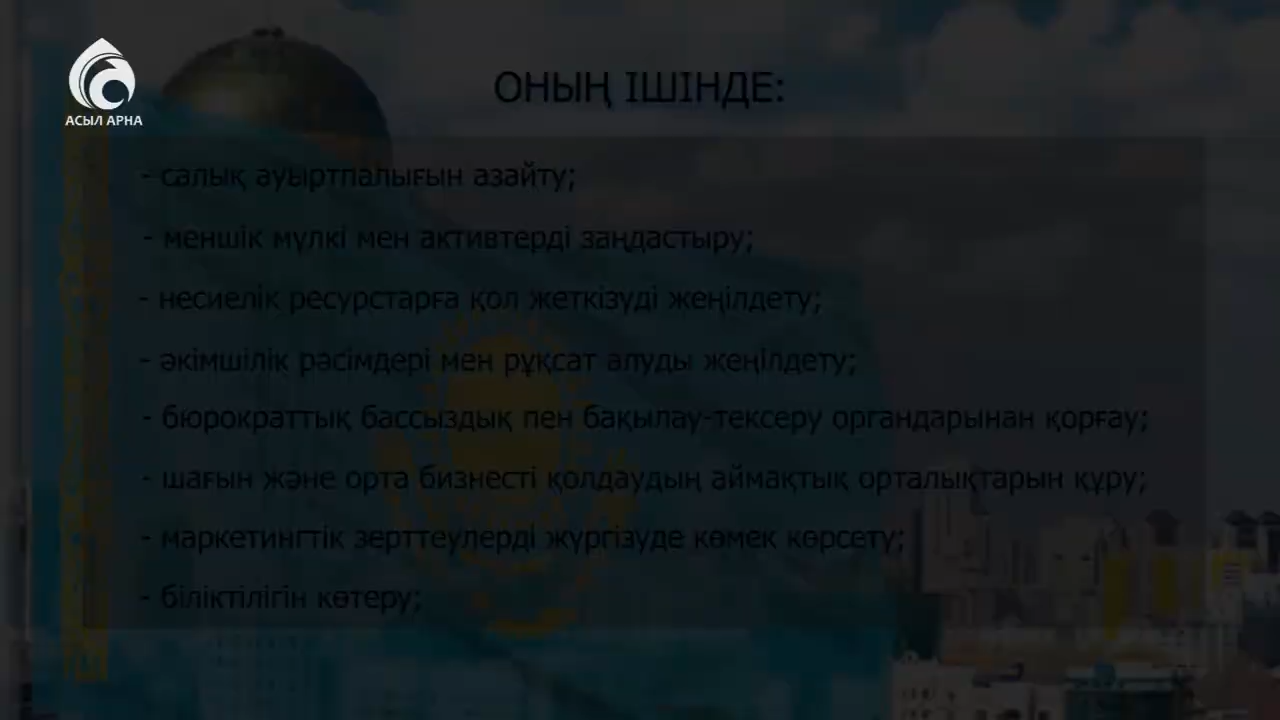 АСЫЛ АРНА
ОНЫҢ ІШІНДЕ:
- салық ауыртпалығын азайту;
- меншік мүлкі мен активтерді заңдастыру;
- несиелік ресурстарға қол жеткізуді жеңілдету;
- әкімшілік рәсімдері мен рұқсат алуды жеңілдету;
- бюрократтық бассыздық пен бақылау-тексеру органдарынан қорғау;
- шағын және орта бизнесті қолдаудың аймақтық орталықтарын құру;
- маркетингтік зерттеулерді жүргізуде көмек көрсету;
- біліктілігін көтеру;